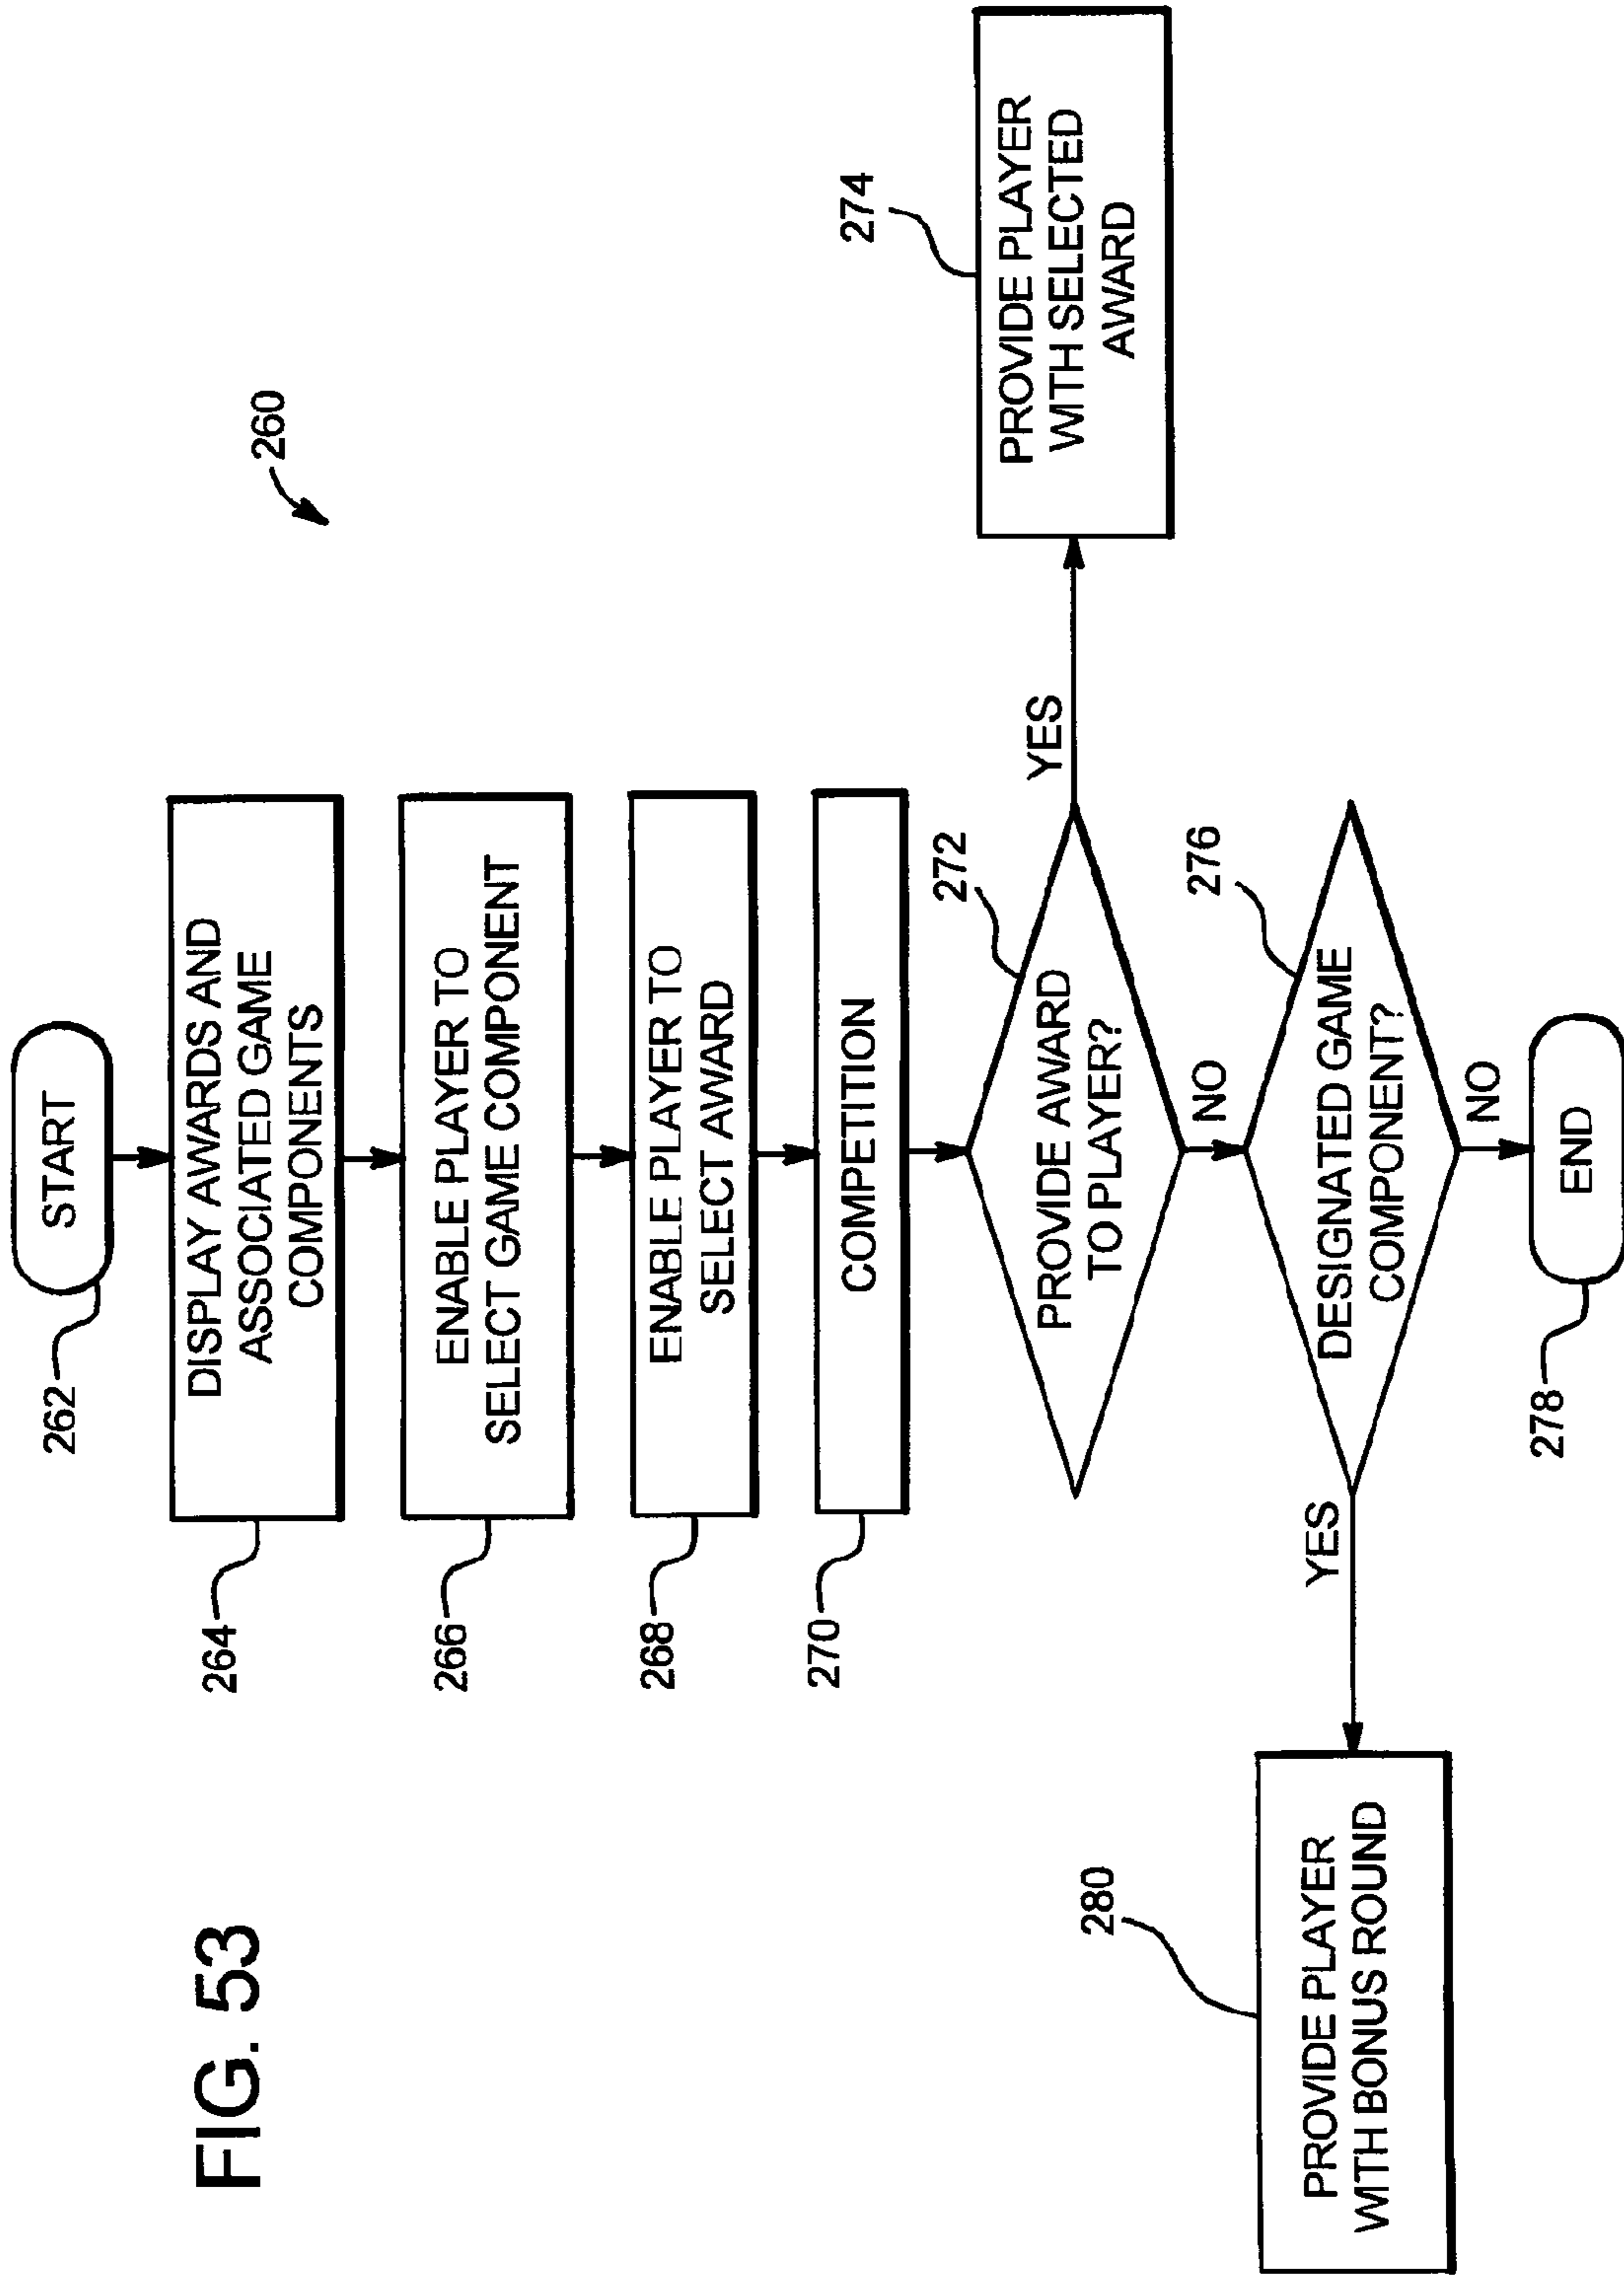 FIG. 53
260
START
262
DISPLAY AWARDS AND
ASSOCIATED GAME
COMPONENTS
264
ENABLE PLAYER TO
SELECT GAME COMPONENT
266
ENABLE PLAYER TO
SELECT AWARD
268
COMPETITION
270
PROVIDE AWARD
TO PLAYER?
272
YES
PROVIDE PLAYER
WITH SELECTED
AWARD
274
NO
DESIGNATED GAME
COMPONENT?
276
YES
PROVIDE PLAYER
WITH BONUS ROUND
280
NO
END
278